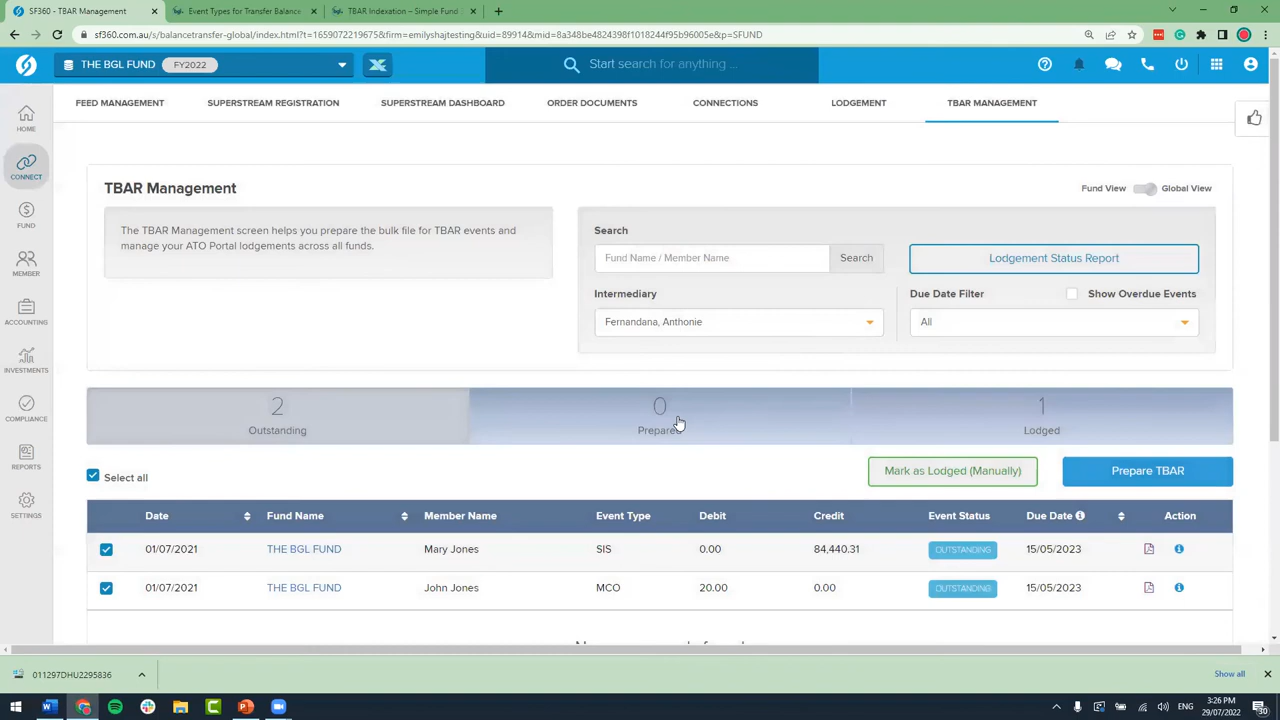 SF360 - TBAR Management
Event Types for Transfer Balance
TBAR Indexation – Simple Fund
sf360.com.au/s/balancetransfer-global/index.html?t=1659072219675&firm=emilyshajtesting&uid=89914&mid=8a348be4824398f1018244f95b96005e&p=SFUND
THE BGL FUND FY2022
Start search for anything ...
FEED MANAGEMENT SUPERSTREAM REGISTRATION SUPERSTREAM DASHBOARD ORDER DOCUMENTS CONNECTIONS LODGEMENT TBAR MANAGEMENT
HOME
CONNECT
FUND
MEMBER
ACCOUNTING
INVESTMENTS
COMPLIANCE
REPORTS
SETTINGS
TBAR Management
Fund View Global View
The TBAR Management screen helps you prepare the bulk file for TBAR events and
manage your ATO Portal lodgements across all funds.
Search
Fund Name / Member Name Search
Lodgement Status Report
Intermediary
Due Date Filter Show Overdue Events
Fernandana, Anthonie
All
2 0 1
Outstanding Prepared Lodged
Select all
Mark as Lodged (Manually) Prepare TBAR
Date Fund Name Member Name Event Type Debit Credit Event Status Due Date Action
01/07/2021 THE BGL FUND Mary Jones SIS 0.00 84,440.31 OUTSTANDING 15/05/2023
01/07/2021 THE BGL FUND John Jones MCO 20.00 0.00 OUTSTANDING 15/05/2023
011297DHU2295836
Show all
ENG
3:26 PM
29/07/2022
30